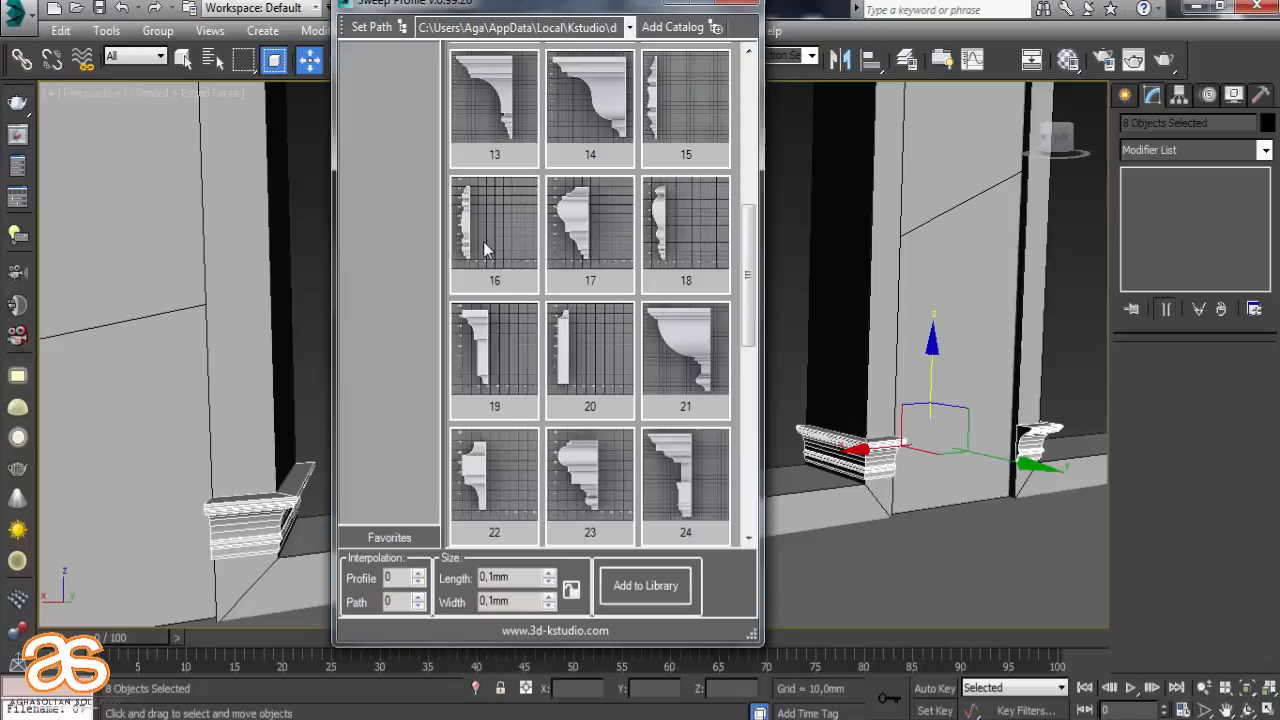 Sweep Profile v.0.99.20
Workspace: Default
Type a keyword or phrase
Edit Tools Group Views Create
All
Set Path C:\Users\Aga\AppData\Local\Kstudio\d Add Catalog
8 Objects Selected
Modifier List
13 14 15
16 17 18
19 20 21
22 23 24
Favorites
Interpolation: Size:
Profile 0 Length: 0,1mm
Path 0 Width 0,1mm
Add to Library
www.3d-kstudio.com
z
x y
0 / 100
10 15 20 25 30 35 40 45 50 55 60 65 70 75 80 85 90 95 100
8 Objects Selected X: Y: Z: Grid = 10,0mm Auto Key Selected
Click and drag to select and move objects Add Time Tag Set Key Key Filters... 0
as
AGHASOLTAN